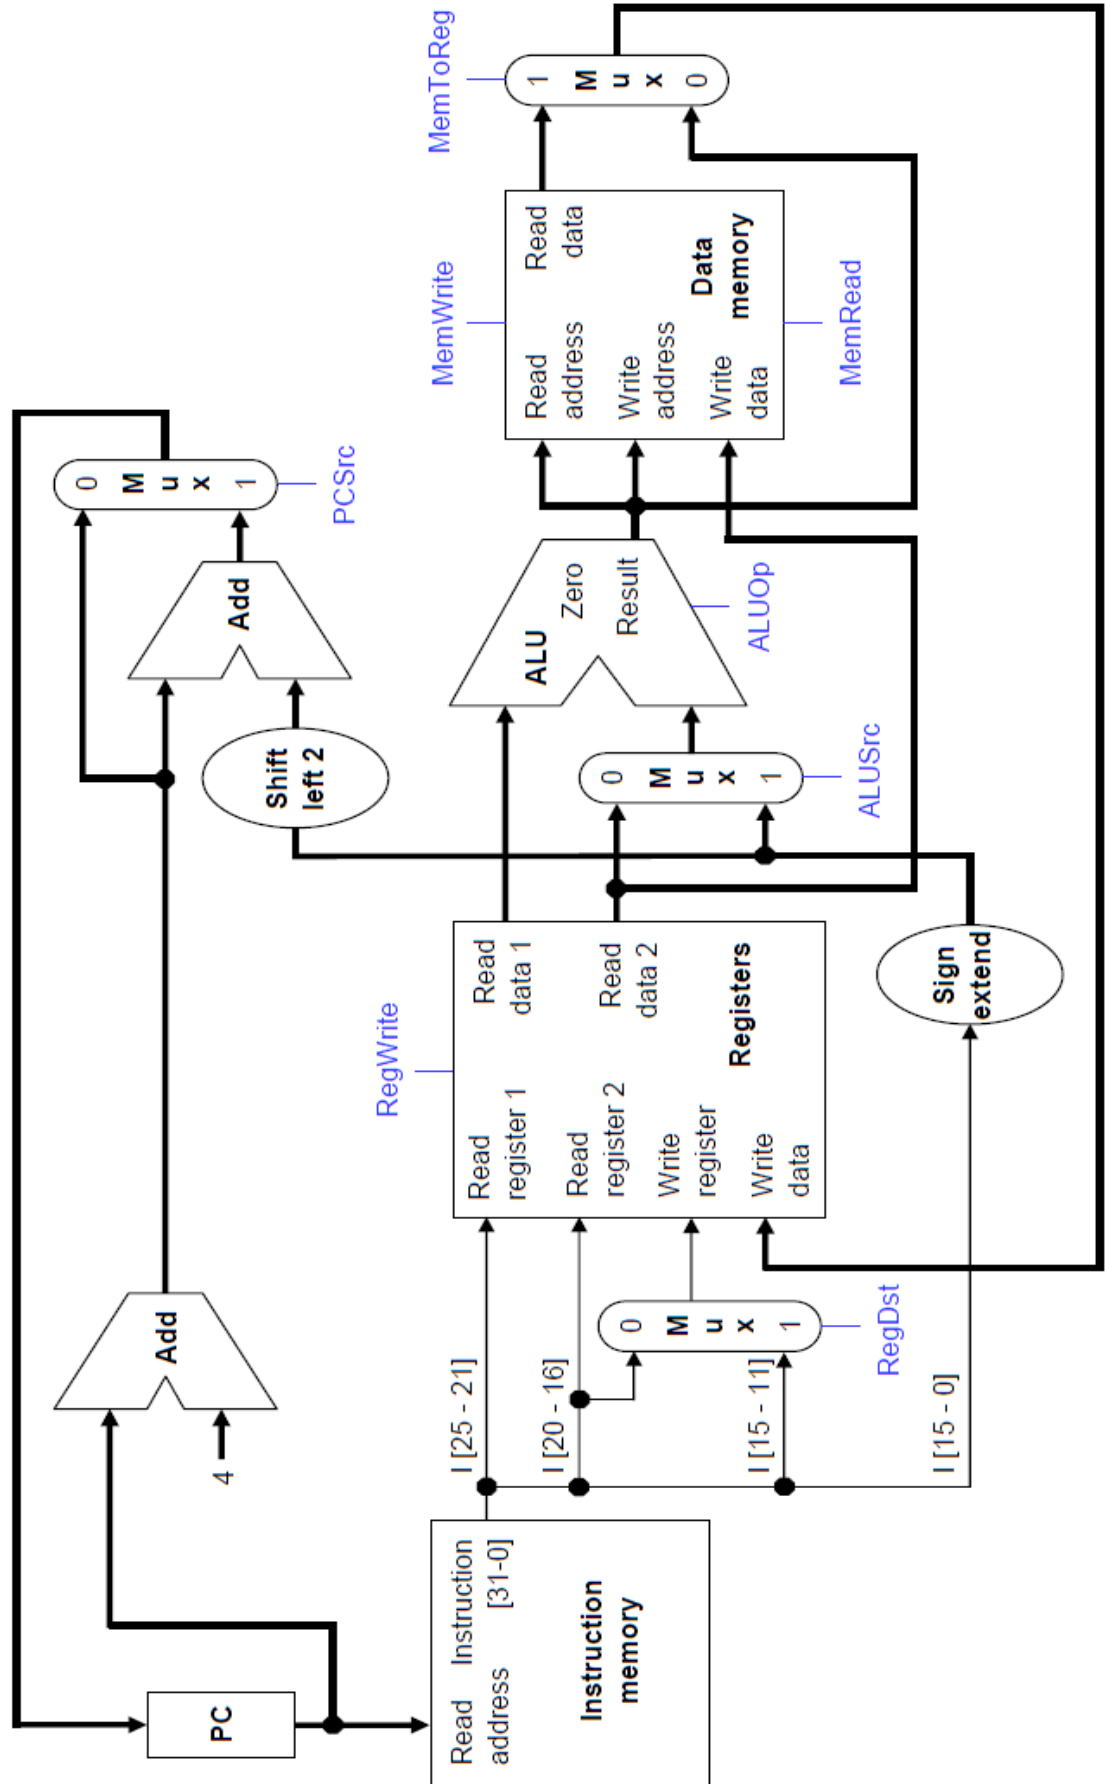 0
M
u
x
1
PCSrc
Add
Add
4
Shift
left 2
PC
Read
address
Instruction
[31-0]
Instruction
memory
I [25 - 21]
I [20 - 16]
I [15 - 11]
I [15 - 0]
0
M
u
x
1
RegDst
RegWrite
Read
register 1
Read
register 2
Write
register
Write
data
Read
data 1
Read
data 2
Registers
Sign
extend
0
M
u
x
1
ALUSrc
ALU
Zero
Result
ALUOp
MemWrite
Read
address
Write
address
Write
data
Read
data
Data
memory
MemRead
MemToReg
1
M
u
x
0